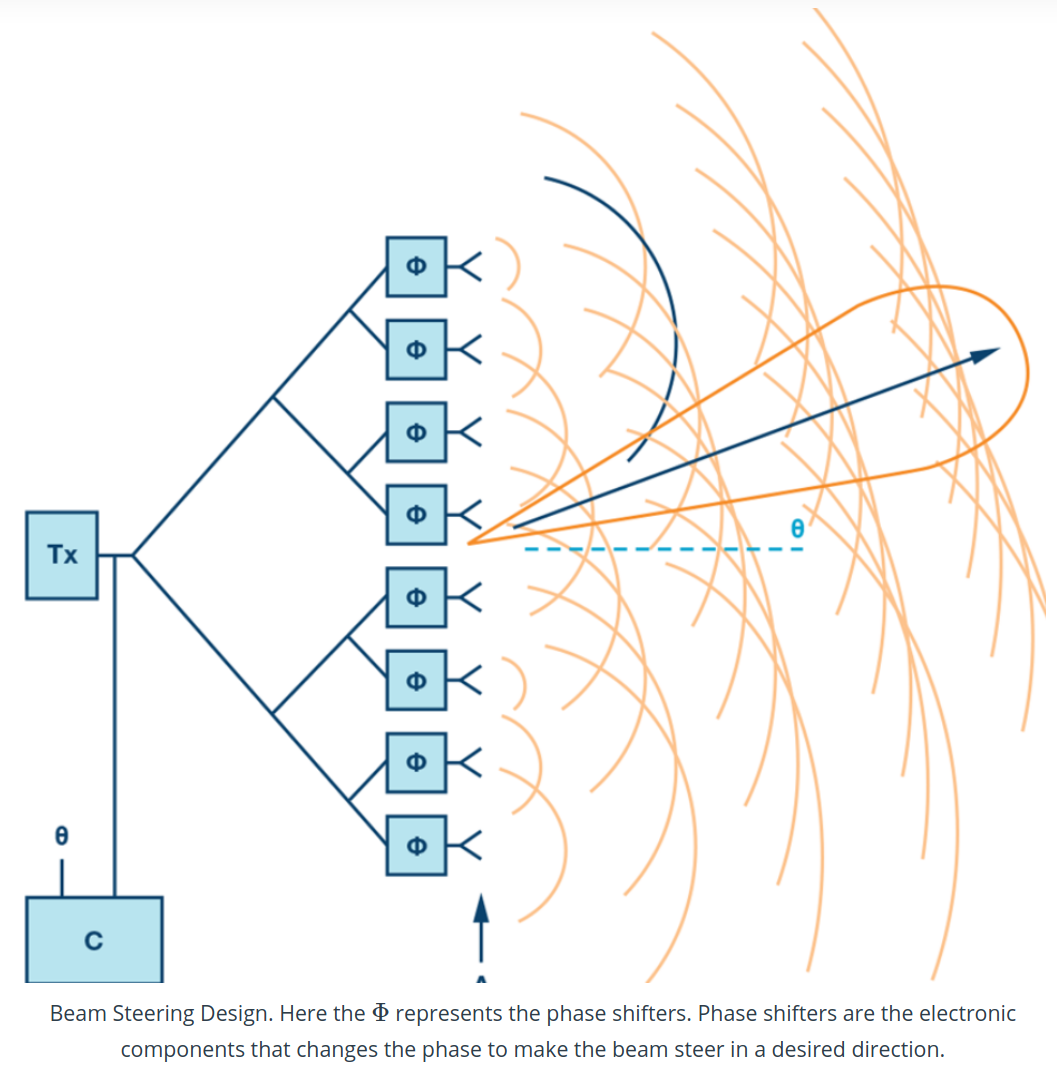 Φ
Φ
Φ
Φ
Tx
θ
Φ
Φ
Φ
θ
Φ
C
Beam Steering Design. Here the Φ represents the phase shifters. Phase shifters are the electronic
components that changes the phase to make the beam steer in a desired direction.